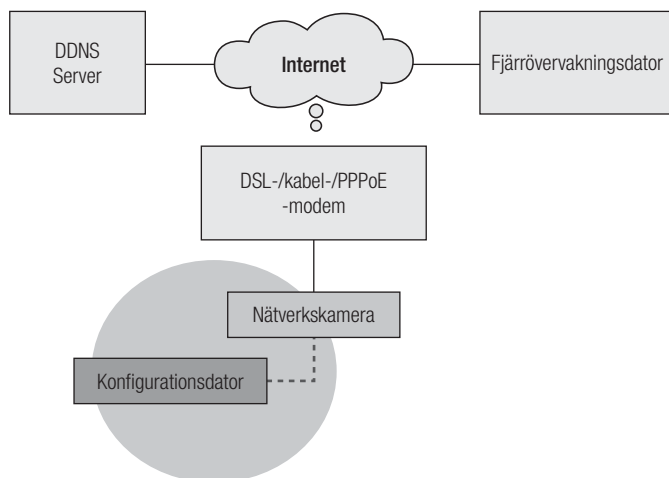 DDNS
Server
Internet
Fjärrövervakningsdator
DSL-/kabel-/PPPoE
-modem
Nätverkskamera
Konfigurationsdator